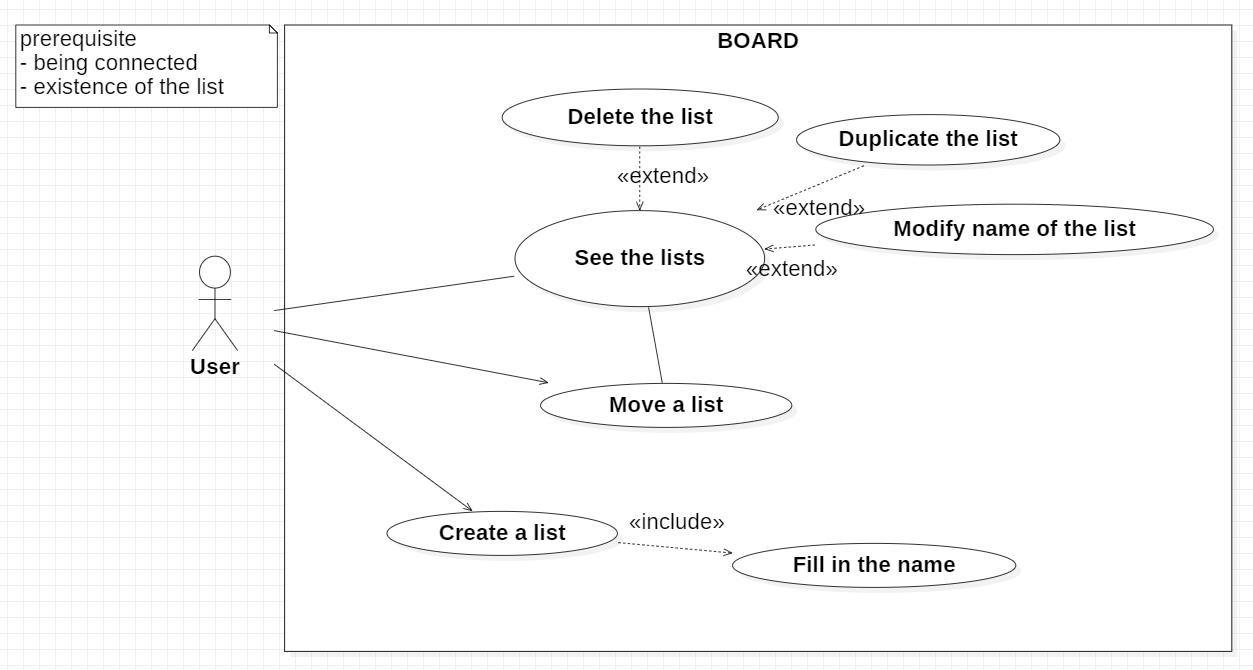 prerequisite
- being connected
- existence of the list
BOARD
Delete the list
Duplicate the list
«extend»
«extend»
Modify name of the list
See the lists
«extend»
User
Move a list
«include»
Create a list
Fill in the name